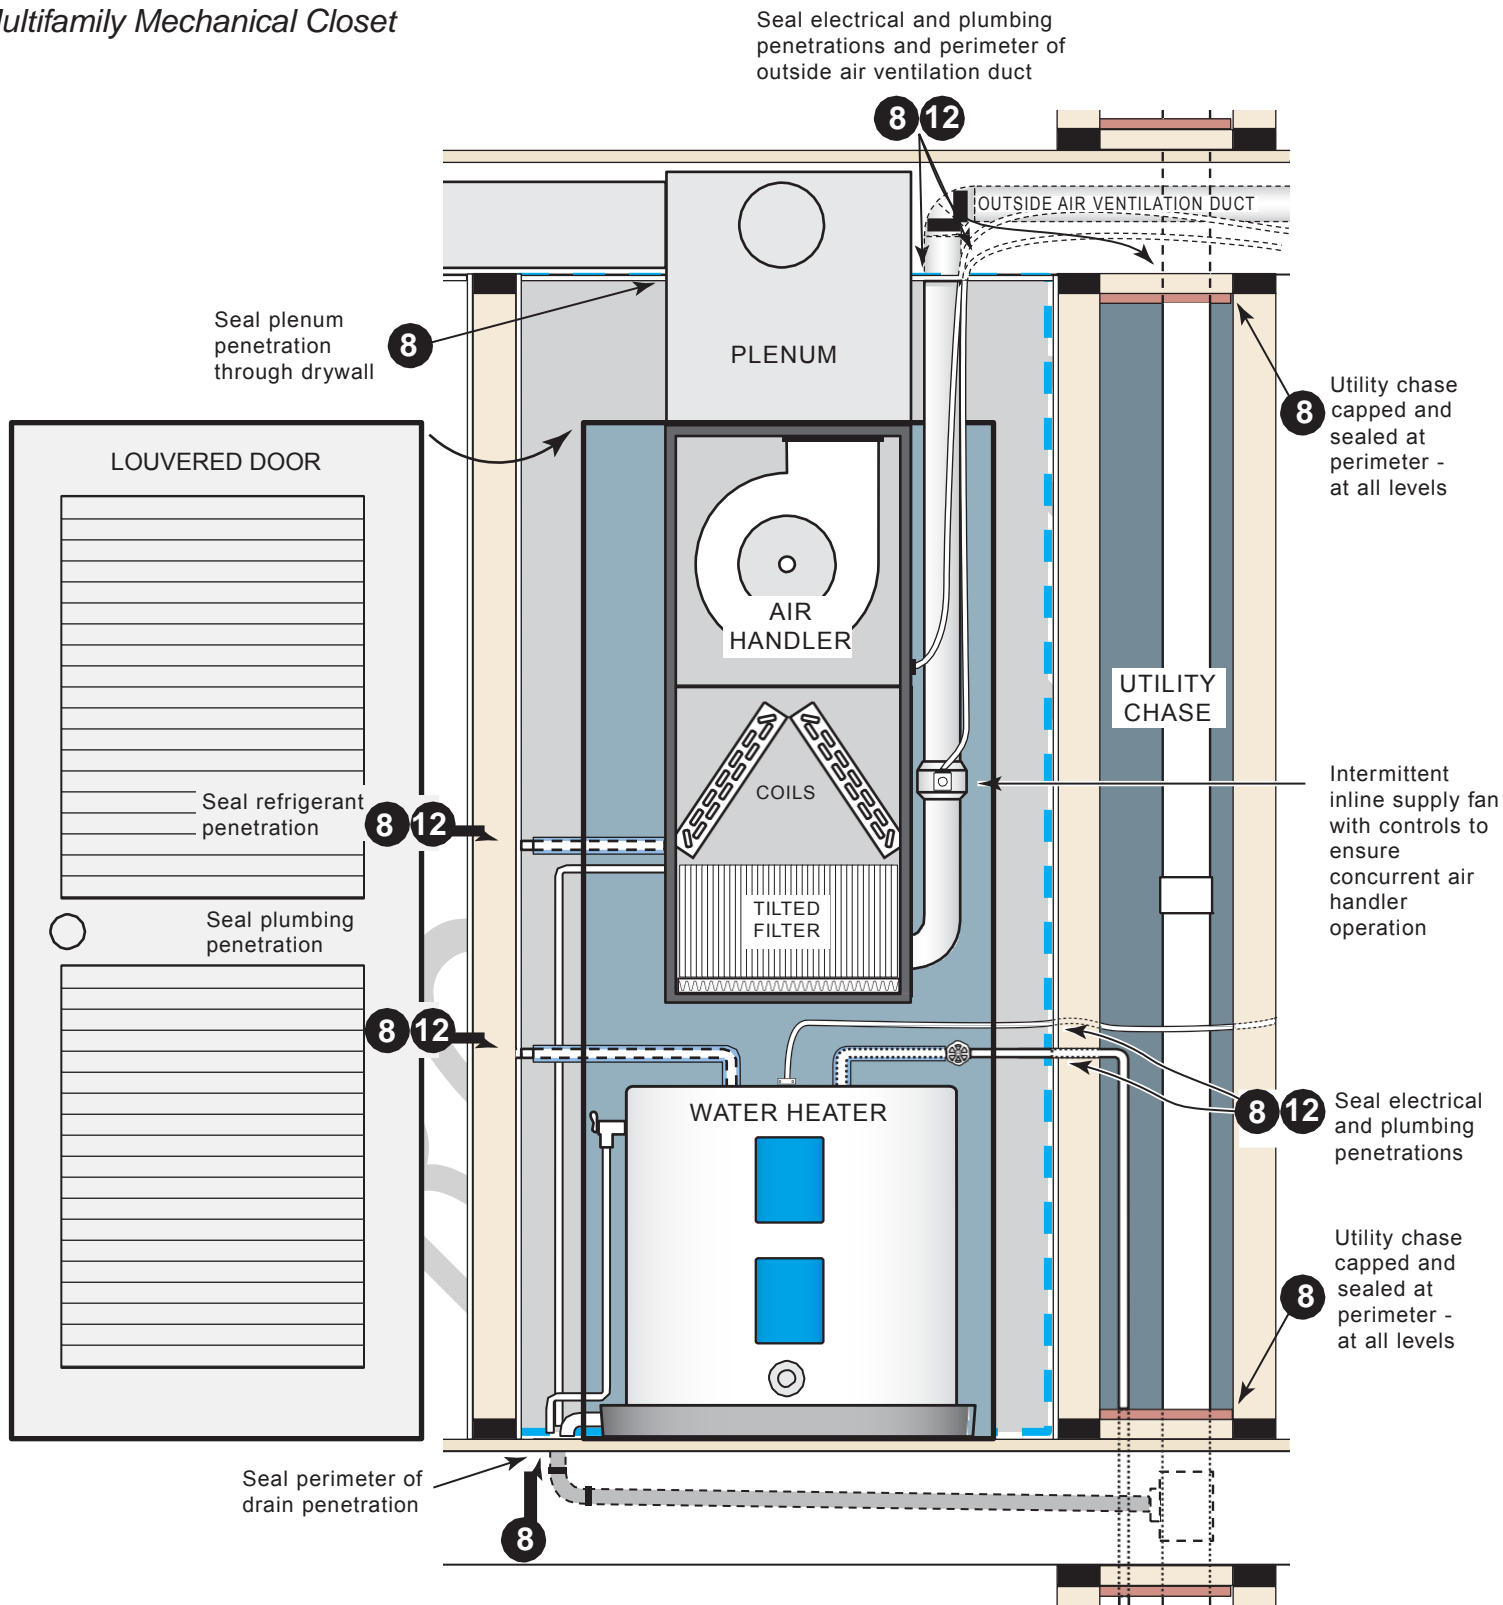 ultifamily Mechanical Closet
Seal electrical and plumbing
penetrations and perimeter of
outside air ventilation duct
8 12
OUTSIDE AIR VENTILATION DUCT
Seal plenum
penetration
through drywall
8
PLENUM
Utility chase
capped and
sealed at
perimeter -
at all levels
8
LOUVERED DOOR
AIR
HANDLER
UTILITY
CHASE
COILS
Seal refrigerant
penetration
8 12
Intermittent
inline supply fan
with controls to
ensure
concurrent air
handler
operation
TILTED
FILTER
Seal plumbing
penetration
8 12
WATER HEATER
8 12
Seal electrical
and plumbing
penetrations
Utility chase
capped and
sealed at
perimeter -
at all levels
8
Seal perimeter of
drain penetration
8